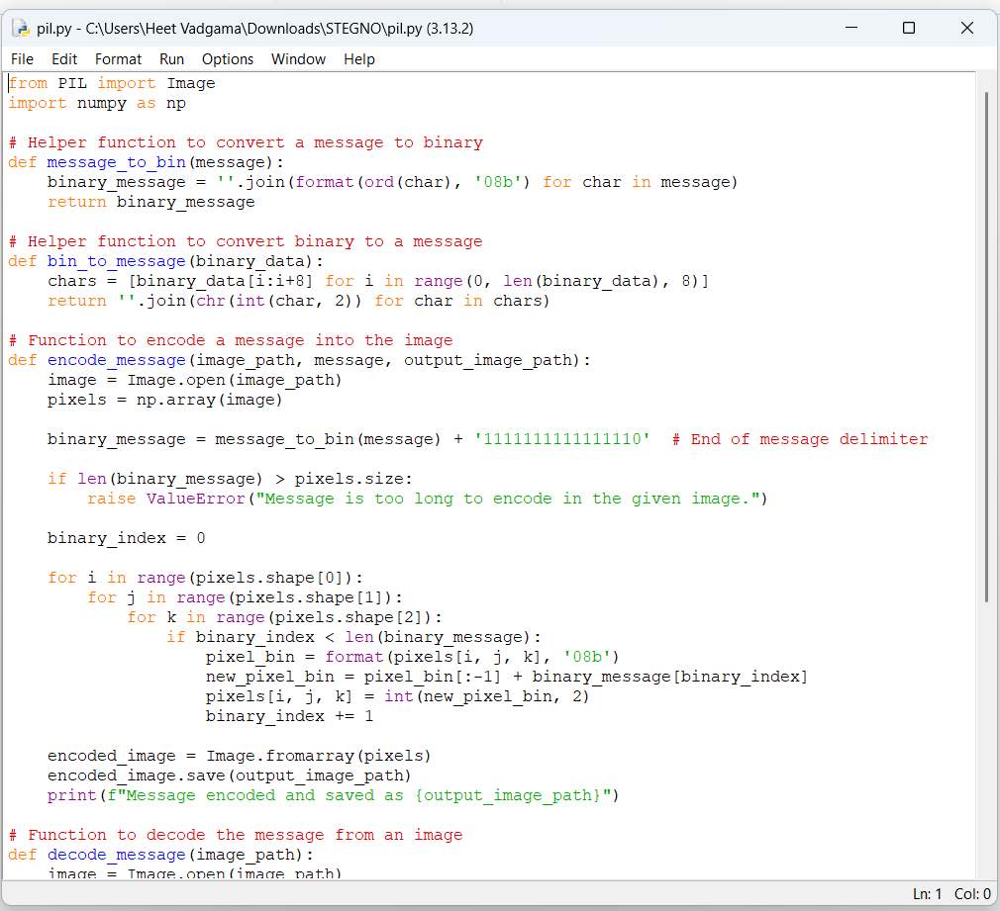 pil.py - C:\Users\Heet Vadgama\Downloads\STEGNO\pil.py (3.13.2)
File Edit Format Run Options Window Help
from PIL import Image
import numpy as np

# Helper function to convert a message to binary
def message_to_bin(message):
    binary_message = ''.join(format(ord(char), '08b') for char in message)
    return binary_message

# Helper function to convert binary to a message
def bin_to_message(binary_data):
    chars = [binary_data[i:i+8] for i in range(0, len(binary_data), 8)]
    return ''.join(chr(int(char, 2)) for char in chars)

# Function to encode a message into the image
def encode_message(image_path, message, output_image_path):
    image = Image.open(image_path)
    pixels = np.array(image)

    binary_message = message_to_bin(message) + '1111111111111110'  # End of message delimiter

    if len(binary_message) > pixels.size:
        raise ValueError("Message is too long to encode in the given image.")

    binary_index = 0

    for i in range(pixels.shape[0]):
        for j in range(pixels.shape[1]):
            for k in range(pixels.shape[2]):
                if binary_index < len(binary_message):
                    pixel_bin = format(pixels[i, j, k], '08b')
                    new_pixel_bin = pixel_bin[:-1] + binary_message[binary_index]
                    pixels[i, j, k] = int(new_pixel_bin, 2)
                    binary_index += 1

    encoded_image = Image.fromarray(pixels)
    encoded_image.save(output_image_path)
    print(f"Message encoded and saved as {output_image_path}")

# Function to decode the message from an image
def decode_message(image_path):
    image = Image.open(image_path)
Ln: 1 Col: 0